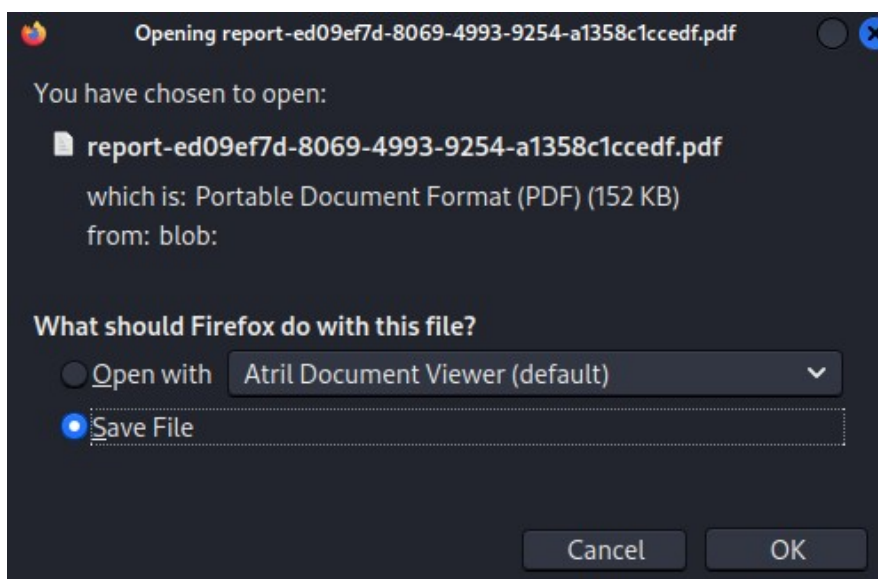 Opening report-ed09ef7d-8069-4993-9254-a1358c1ccedf.pdf
You have chosen to open:
report-ed09ef7d-8069-4993-9254-a1358c1ccedf.pdf
which is: Portable Document Format (PDF) (152 KB)
from: blob:
What should Firefox do with this file?
Open with Atril Document Viewer (default)
Save File
Cancel OK